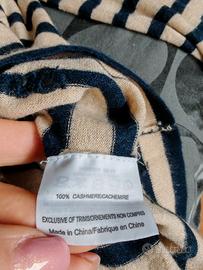 100% CASHMERE/CACHEMIRE
EXCLUSIVE OF TRIMS/ORNEMENTS NON COMPRIS
Made in China/Fabriqué en Chine